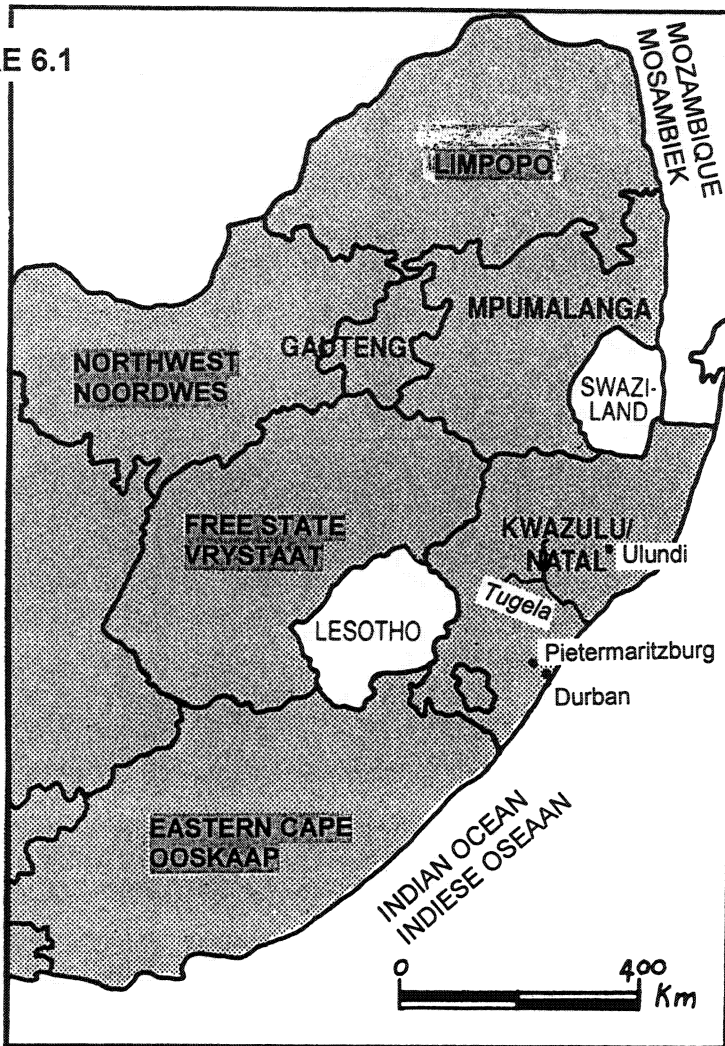 E 6.1
MOZAMBIQUE
MOSAMBIEK
LIMPOPO
MPUMALANGA
GAUTENG
NORTHWEST
NOORDWES
SWAZI-
LAND
FREE STATE
VRYSTAAT
KWAZULU/
NATAL
Ulundi
Tugela
LESOTHO
Pietermaritzburg
Durban
EASTERN CAPE
OOSKAAP
INDIAN OCEAN
INDIESE OSEAAN
0 400
Km